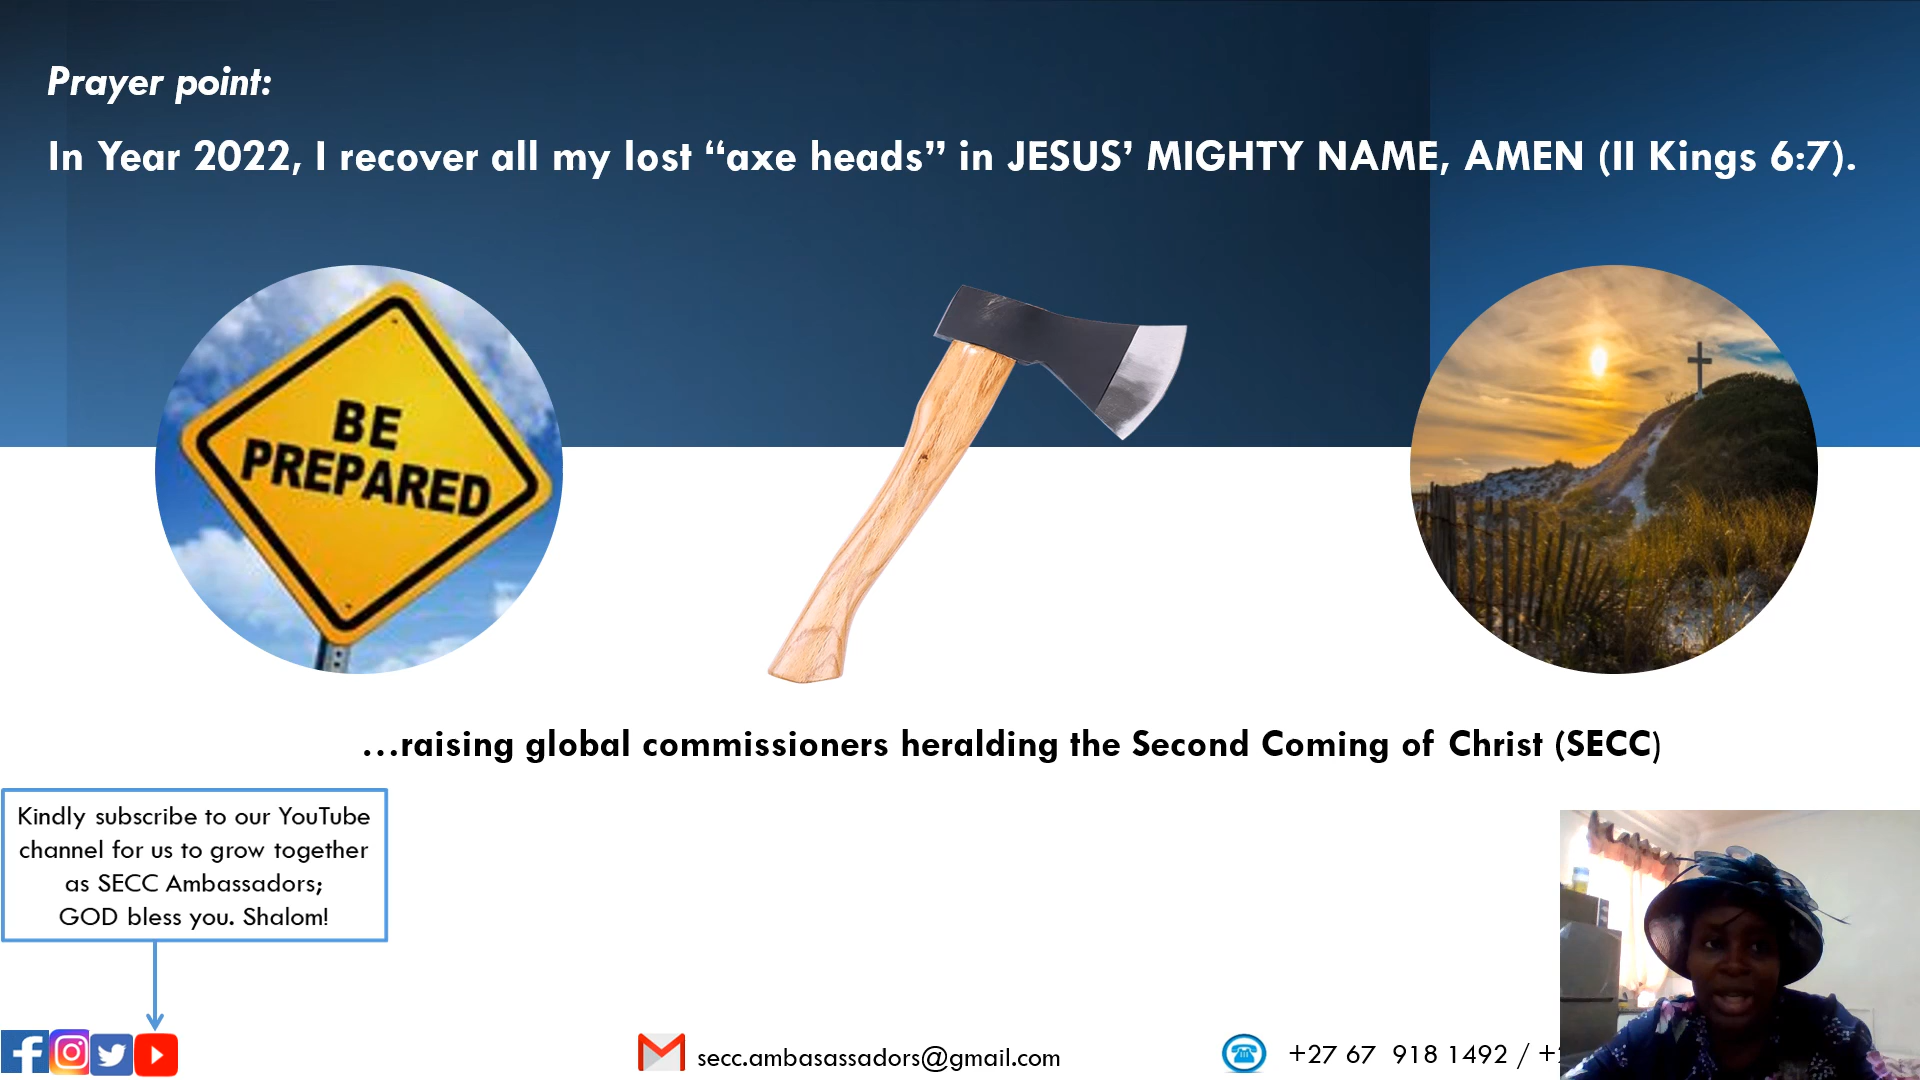 Prayer point:
In Year 2022, I recover all my lost “axe heads” in JESUS’ MIGHTY NAME, AMEN (II Kings 6:7).
BE
PREPARED
...raising global commissioners heralding the Second Coming of Christ (SECC)
Kindly subscribe to our YouTube
channel for us to grow together
as SECC Ambassadors;
GOD bless you. Shalom!
secc.ambasassadors@gmail.com
+27 67 918 1492 / +